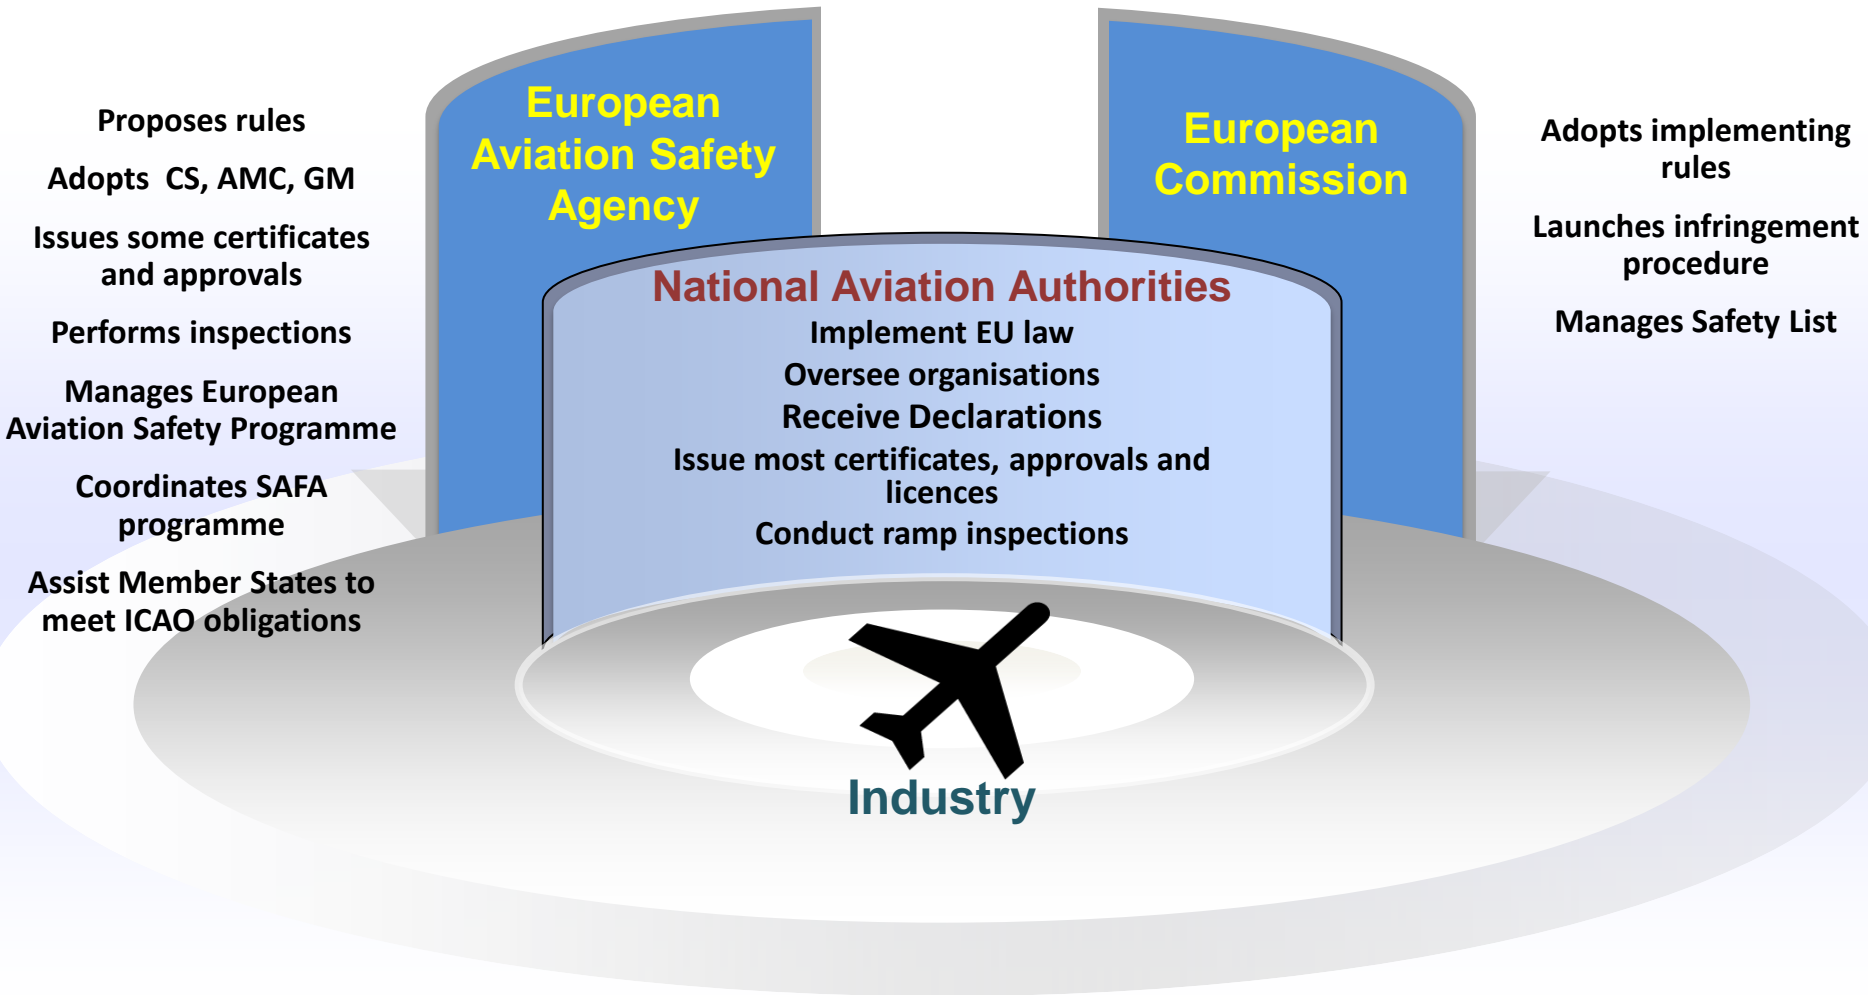 Proposes rules
Adopts  CS, AMC, GM
Issues some certificates
and approvals
Performs inspections
Manages European
Aviation Safety Programme
Coordinates SAFA
programme
Assist Member States to
meet ICAO obligations
European
Aviation Safety
Agency
European
Commission
Adopts implementing
rules
Launches infringement
procedure
Manages Safety List
National Aviation Authorities
Implement EU law
Oversee organisations
Receive Declarations
Issue most certificates, approvals and
licences
Conduct ramp inspections
Industry